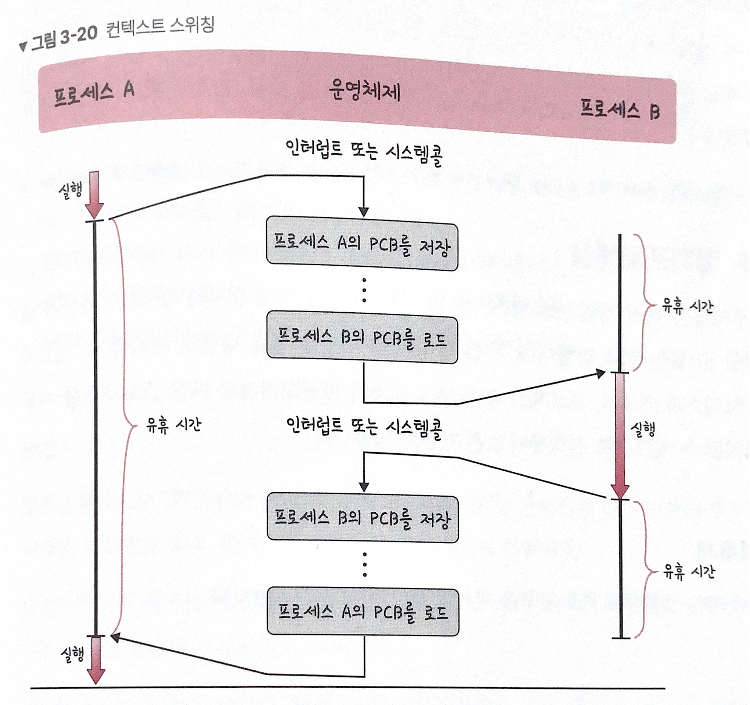 ▼ 그림 3-20 컨텍스트 스위칭
프로세스 A
운영체제
프로세스 B
인터럽트 또는 시스템콜
실행
프로세스 A의 PCB를 저장
유휴 시간
프로세스 B의 PCB를 로드
유휴 시간
인터럽트 또는 시스템콜
실행
프로세스 B의 PCB를 저장
유휴 시간
프로세스 A의 PCB를 로드
실행